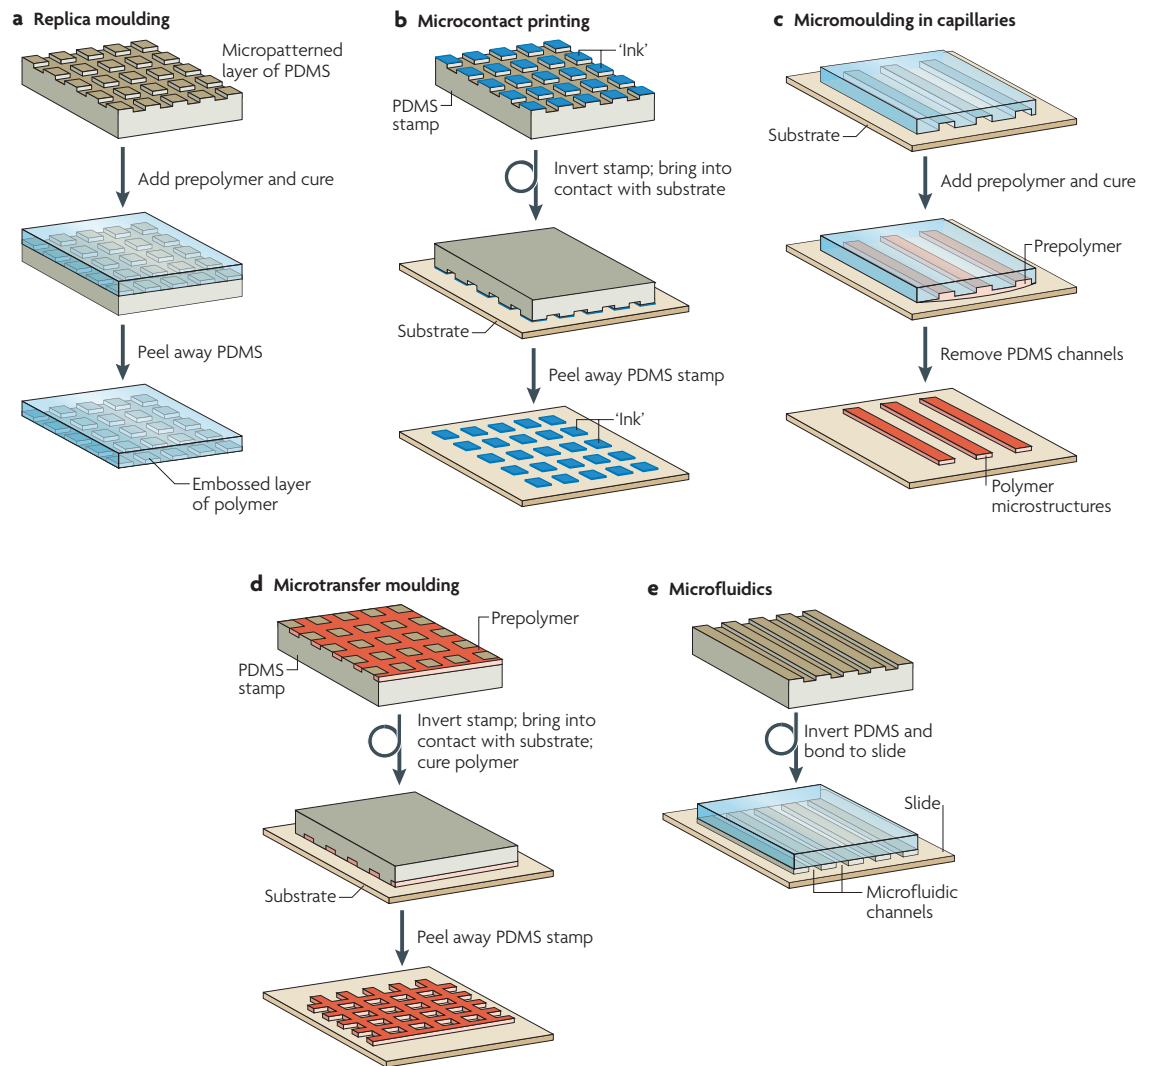 a Replica moulding
Micropatterned
layer of PDMS
Add prepolymer and cure
Peel away PDMS
Embossed layer
of polymer
b Microcontact printing
'Ink'
PDMS
stamp
Invert stamp; bring into
contact with substrate
Substrate
Peel away PDMS stamp
'Ink'
c Micromoulding in capillaries
Substrate
Add prepolymer and cure
Prepolymer
Remove PDMS channels
Polymer
microstructures
d Microtransfer moulding
Prepolymer
PDMS
stamp
Invert stamp; bring into
contact with substrate;
cure polymer
Substrate
Peel away PDMS stamp
e Microfluidics
Invert PDMS and
bond to slide
Slide
Microfluidic
channels